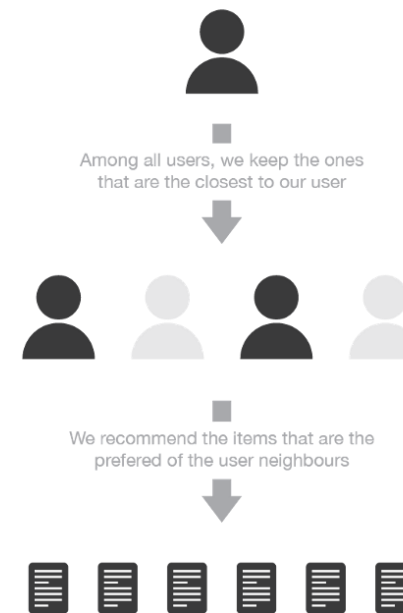 Among all users, we keep the ones
that are the closest to our user
We recommend the items that are the
prefered of the user neighbours